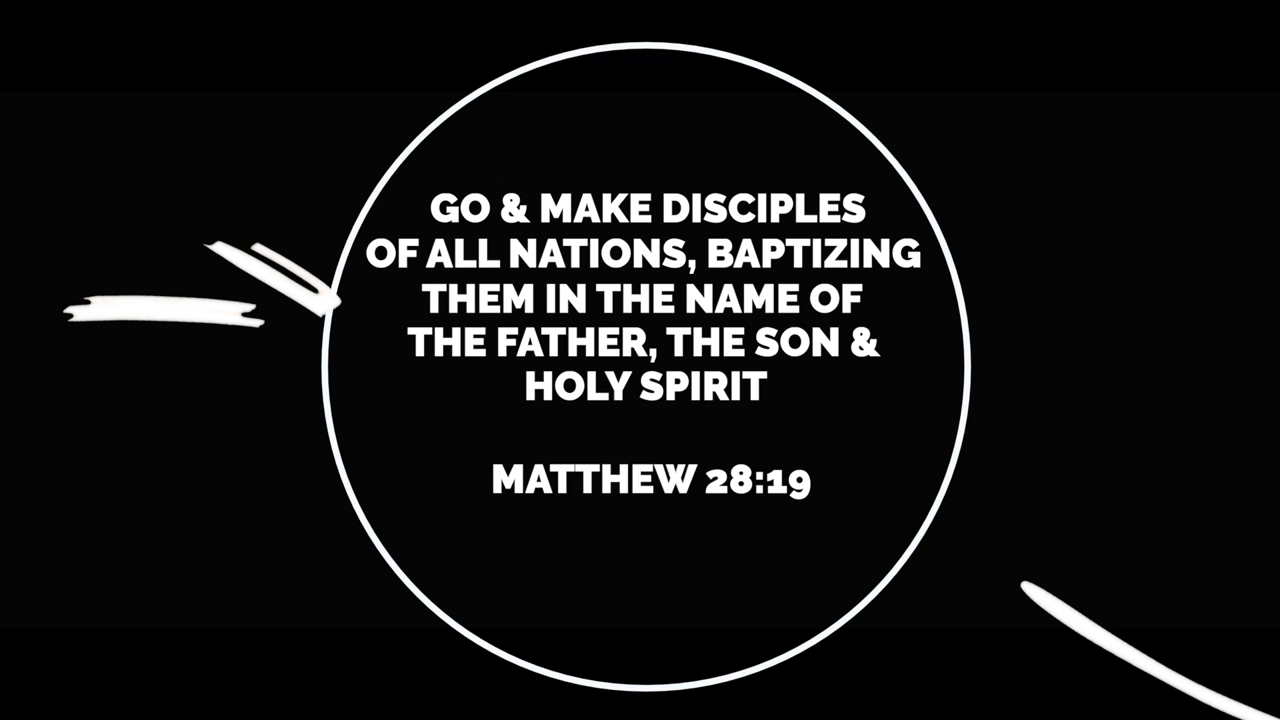 GO & MAKE DISCIPLES
OF ALL NATIONS, BAPTIZING
THEM IN THE NAME OF
THE FATHER, THE SON &
HOLY SPIRIT
MATTHEW 28:19